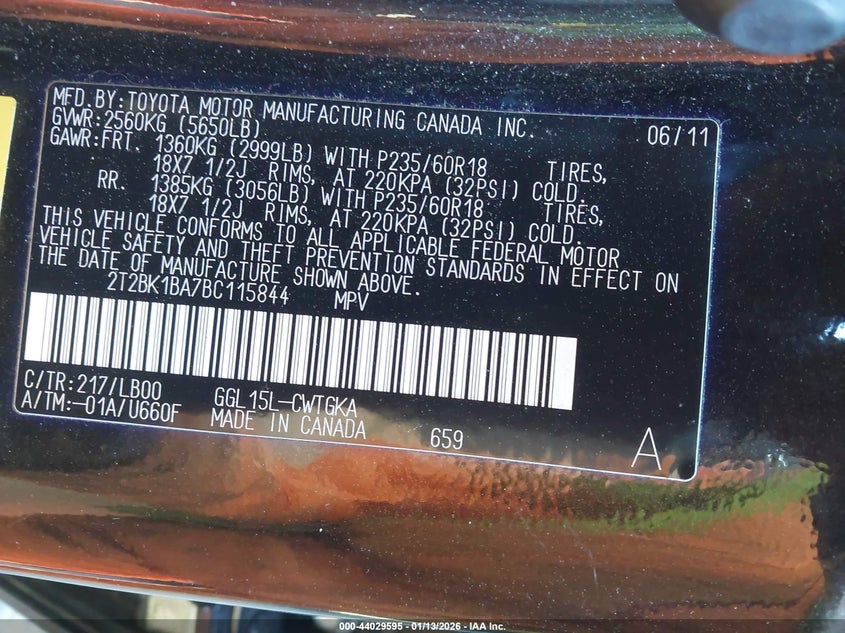 MFD.BY:TOYOTA MOTOR MANUFACTURING CANADA INC. 06/11
GVWR:2560KG (5650LB)
GAWR:FRT. 1360KG (2999LB) WITH P235/60R18 TIRES,
18X7 1/2J RIMS, AT 220KPA (32PSI) COLD.
RR. 1385KG (3056LB) WITH P235/60R18 TIRES,
18X7 1/2J RIMS, AT 220KPA (32PSI) COLD.
THIS VEHICLE CONFORMS TO ALL APPLICABLE FEDERAL MOTOR
VEHICLE SAFETY AND THEFT PREVENTION STANDARDS IN EFFECT ON
THE DATE OF MANUFACTURE SHOWN ABOVE.
2T2BK1BA7BC115844 MPV
C/TR:217/LB00 GGL15L-CWTGKA
A/TM:-01A/U660F MADE IN CANADA 659 A
000-44029595 - 01/13/2026 - IAA Inc.